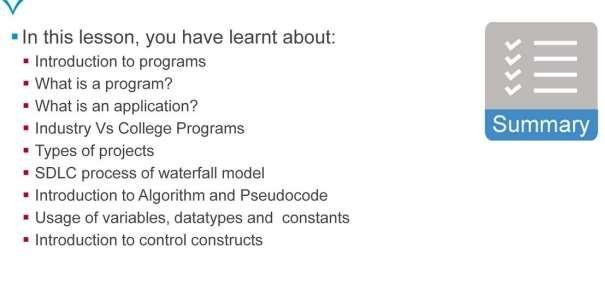 In this lesson, you have learnt about:
Introduction to programs
What is a program?
What is an application?
Industry Vs College Programs
Types of projects
SDLC process of waterfall model
Introduction to Algorithm and Pseudocode
Usage of variables, datatypes and constants
Introduction to control constructs
Summary